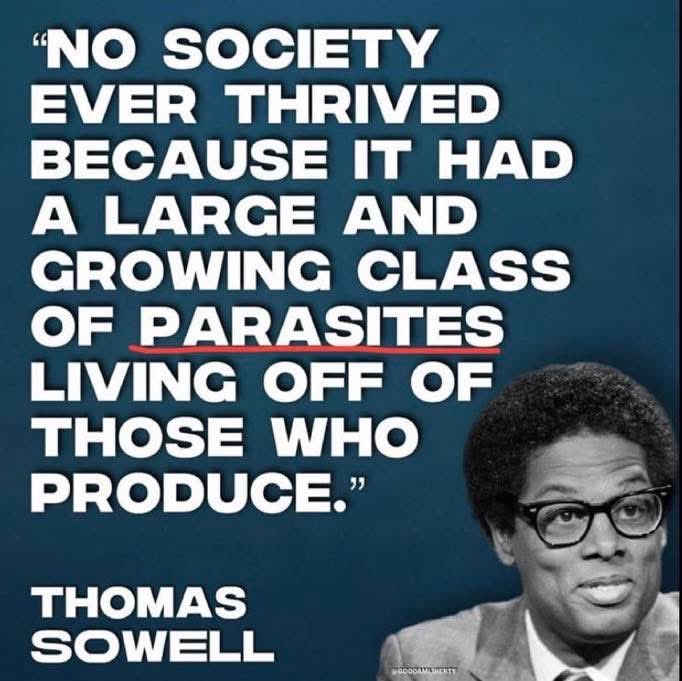 “NO SOCIETY
EVER THRIVED
BECAUSE IT HAD
A LARGE AND
GROWING CLASS
OF PARASITES
LIVING OFF OF
THOSE WHO
PRODUCE.”
THOMAS
SOWELL